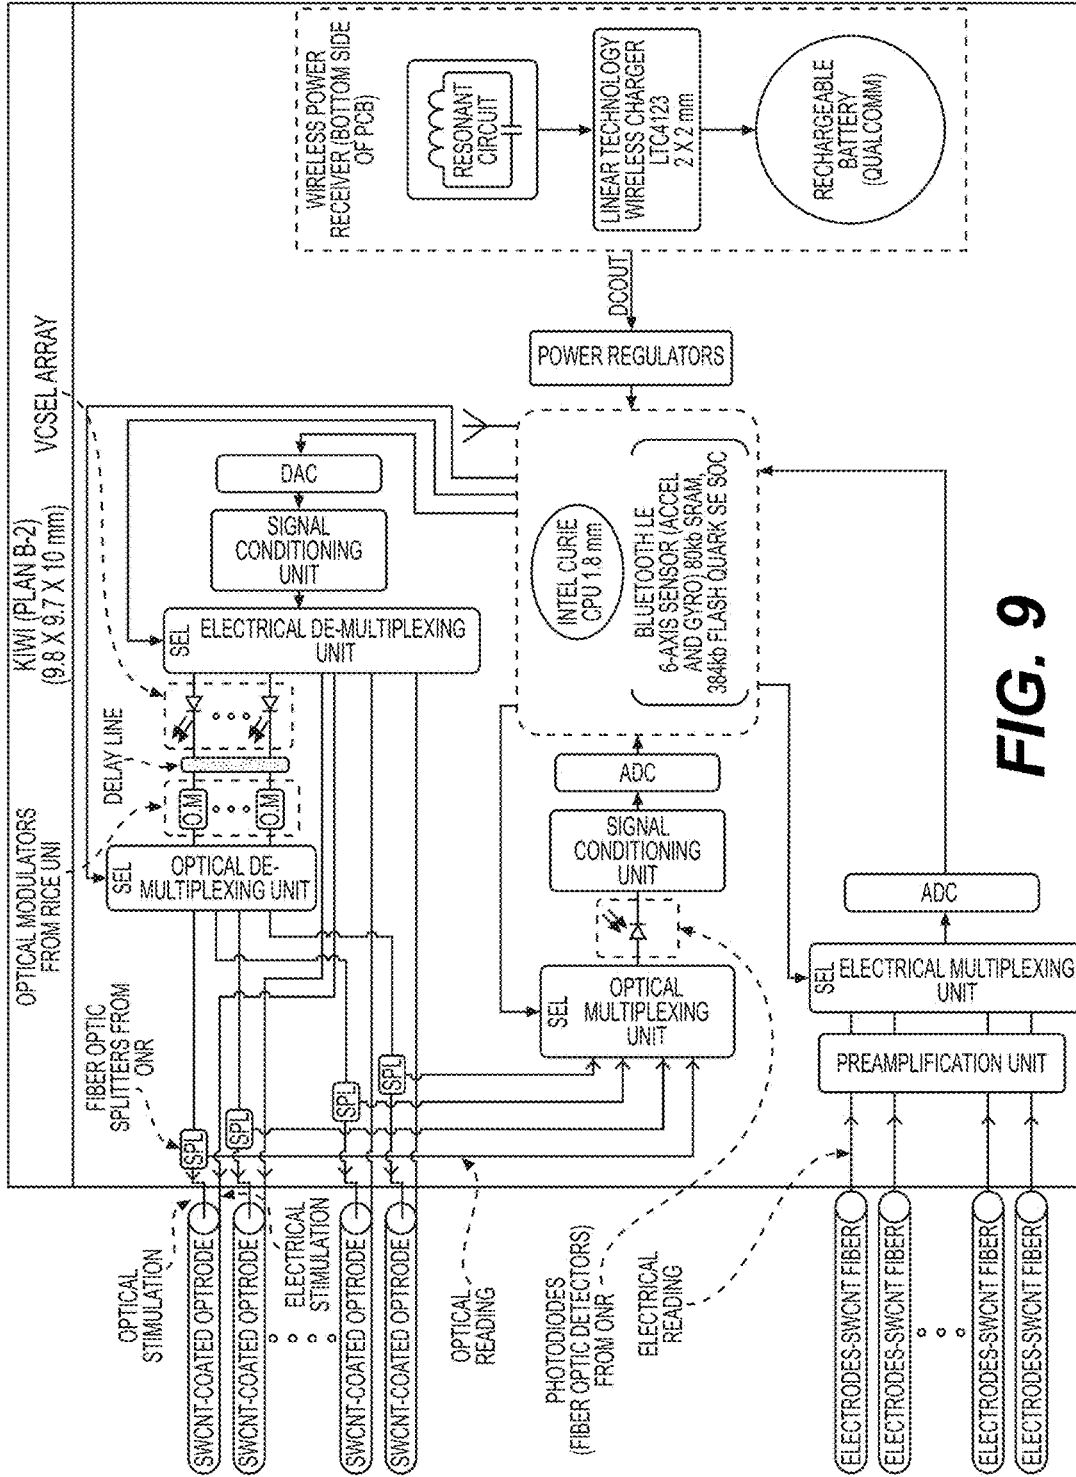 KIWI (PLAN B-2)
(9.8 X 9.7 X 10 mm)
OPTICAL MODULATORS
FROM RICE UNI
DELAY LINE
VCSEL ARRAY
FIBER OPTIC
SPLITTERS FROM
ONR
OPTICAL
STIMULATION
SWCNT-COATED OPTRODE
SWCNT-COATED OPTRODE
ELECTRICAL
STIMULATION
SWCNT-COATED OPTRODE
SWCNT-COATED OPTRODE
SPL
SPL
SPL
SPL
SEL
OPTICAL DE-
MULTIPLEXING UNIT
O.M
O.M
SEL
ELECTRICAL DE-MULTIPLEXING
UNIT
SIGNAL
CONDITIONING
UNIT
DAC
WIRELESS POWER
RECEIVER (BOTTOM SIDE
OF PCB)
RESONANT
CIRCUIT
LINEAR TECHNOLOGY
WIRELESS CHARGER
LTC4123
2 X 2 mm
RECHARGEABLE
BATTERY
(QUALCOMM)
DCOUT
POWER REGULATORS
INTEL CURIE
CPU 1.8 mm
BLUETOOTH LE
6-AXIS SENSOR (ACCEL
AND GYRO) 80kb SRAM,
384kb FLASH QUARK SE SOC
OPTICAL
READING
SEL
OPTICAL
MULTIPLEXING
UNIT
SIGNAL
CONDITIONING
UNIT
ADC
PHOTODIODES
(FIBER OPTIC DETECTORS)
FROM ONR
ELECTRICAL
READING
ELECTRODES-SWCNT FIBER
ELECTRODES-SWCNT FIBER
ELECTRODES-SWCNT FIBER
ELECTRODES-SWCNT FIBER
PREAMPLIFICATION UNIT
SEL
ELECTRICAL MULTIPLEXING
UNIT
ADC
FIG. 9